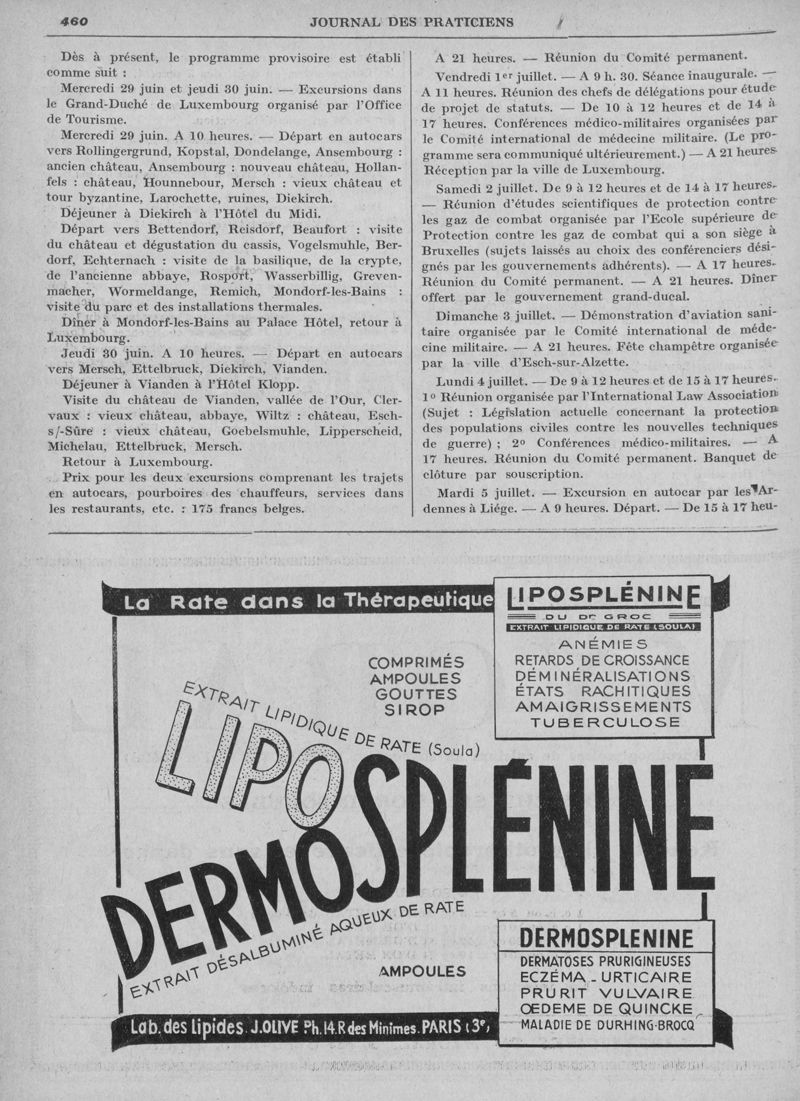 460
JOURNAL DES PRATICIENS
Dès à présent, le programme provisoire est établi
comme suit :
Mercredi 29 juin et jeudi 30 juin. — Excursions dans
le Grand-Duché de Luxembourg organisé par l'Office
de Tourisme.
Mercredi 29 juin. A 10 heures. — Départ en autocars
vers Rollingergrund, Kopstal, Dondelange, Ansembourg :
ancien château, Ansembourg : nouveau château, Hollan-
fels : château, Hounnebour, Mersch : vieux château et
tour byzantine, Larochette, ruines, Diekirch.
Déjeuner à Diekirch à l'Hôtel du Midi.
Départ vers Bettendorf, Reisdorf, Beaufort : visite
du château et dégustation du cassis, Vogelsmuhle, Ber-
dorf, Echternach : visite de la basilique, de la crypte,
de l'ancienne abbaye, Rosport, Wasserbillig, Greven-
macher, Wormeldange, Remich, Mondorf-les-Bains :
visite du parc et des installations thermales.
Dîner à Mondorf-les-Bains au Palace Hôtel, retour à
Luxembourg.
Jeudi 30 juin. A 10 heures. — Départ en autocars
vers Mersch, Ettelbruck, Diekirch, Vianden.
Déjeuner à Vianden à l'Hôtel Klopp.
Visite du château de Vianden, vallée de l'Our, Cler-
vaux : vieux château, abbaye, Wiltz : château, Esch-
s/-Sûre : vieux château, Goebelsmuhle, Lipperscheid,
Michelau, Ettelbruck, Mersch.
Retour à Luxembourg.
Prix pour les deux excursions comprenant les trajets
en autocars, pourboires des chauffeurs, services dans
les restaurants, etc. : 175 francs belges.
A 21 heures. — Réunion du Comité permanent.
Vendredi 1er juillet. — A 9 h. 30. Séance inaugurale. —
A 11 heures. Réunion des chefs de délégations pour étude
de projet de statuts. — De 10 à 12 heures et de 14 à
17 heures. Conférences médico-militaires organisées par
le Comité international de médecine militaire. (Le pro-
gramme sera communiqué ultérieurement.) — A 21 heures.
Réception par la ville de Luxembourg.
Samedi 2 juillet. De 9 à 12 heures et de 14 à 17 heures.
— Réunion d'études scientifiques de protection contre
les gaz de combat organisée par l'Ecole supérieure de
Protection contre les gaz de combat qui a son siège à
Bruxelles (sujets laissés au choix des conférenciers dési-
gnés par les gouvernements adhérents). — A 17 heures.
Réunion du Comité permanent. — A 21 heures. Dîner
offert par le gouvernement grand-ducal.
Dimanche 3 juillet. — Démonstration d'aviation sani-
taire organisée par le Comité international de méde-
cine militaire. — A 21 heures. Fête champêtre organisée
par la ville d'Esch-sur-Alzette.
Lundi 4 juillet. — De 9 à 12 heures et de 15 à 17 heures.
1º Réunion organisée par l'International Law Association
(Sujet : Législation actuelle concernant la protection
des populations civiles contre les nouvelles techniques
de guerre) ; 2º Conférences médico-militaires. — A
17 heures. Réunion du Comité permanent. Banquet de
clôture par souscription.
Mardi 5 juillet. — Excursion en autocar par les Ar-
dennes à Liége. — A 9 heures. Départ. — De 15 à 17 heu-
La Rate dans la Thérapeutique
LIPOSPLÉNINE
DU Dr GROC
EXTRAIT LIPIDIQUE DE RATE (SOULA)
ANÉMIES
RETARDS DE CROISSANCE
DÉMINÉRALISATIONS
ÉTATS RACHITIQUES
AMAIGRISSEMENTS
TUBERCULOSE
COMPRIMÉS
AMPOULES
GOUTTES
SIROP
EXTRAIT LIPIDIQUE DE RATE (Soula)
LIPO
DERMOSPLÉNINE
EXTRAIT DÉSALBUMINÉ AQUEUX DE RATE
AMPOULES
DERMOSPLENINE
DERMATOSES PRURIGINEUSES
ECZÉMA - URTICAIRE
PRURIT VULVAIRE
ŒDEME DE QUINCKE
MALADIE DE DURHING-BROCQ
Lab. des Lipides. J. OLIVE Ph. 14. R des Minimes. PARIS (3e)